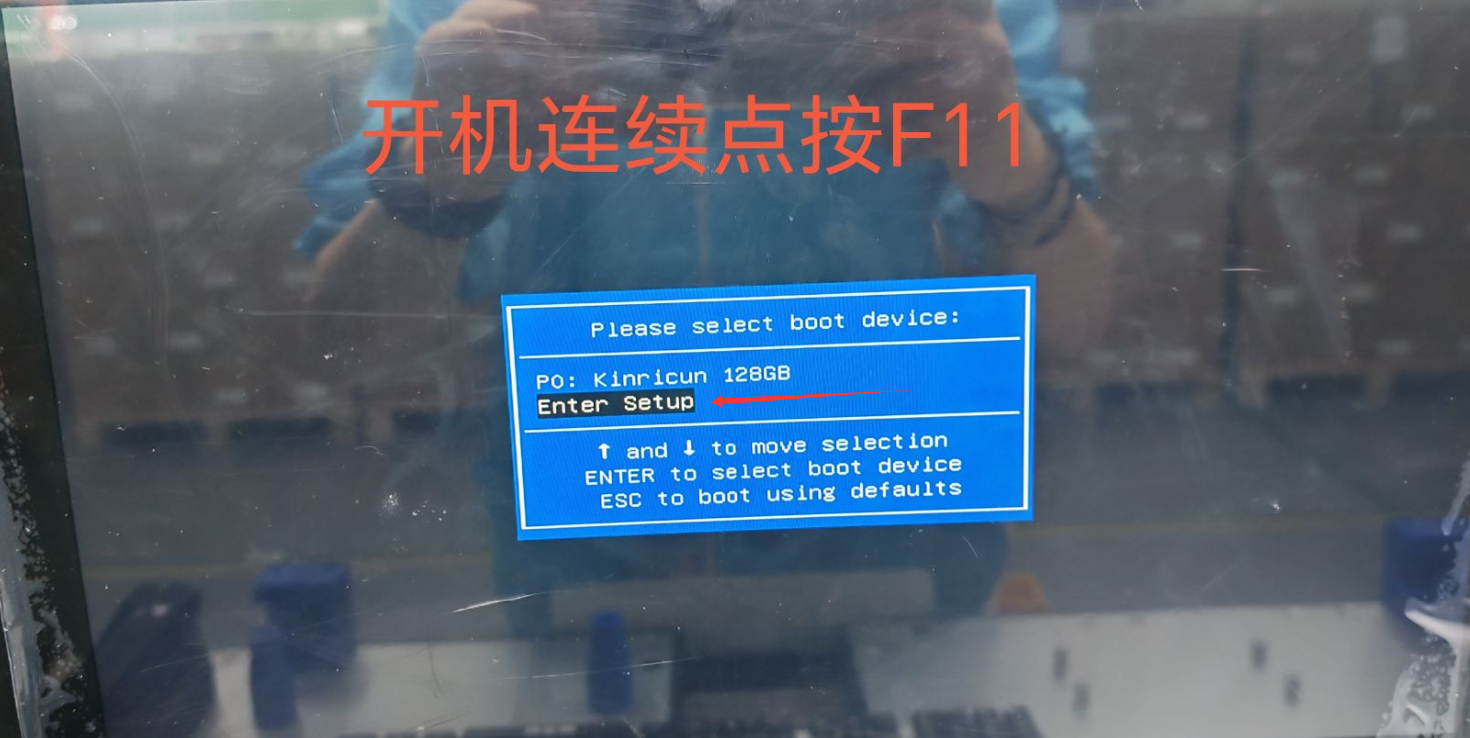 开机连续点按F11
Please select boot device:
PO: Kinricun 128GB
Enter Setup
↑ and ↓ to move selection
ENTER to select boot device
ESC to boot using defaults